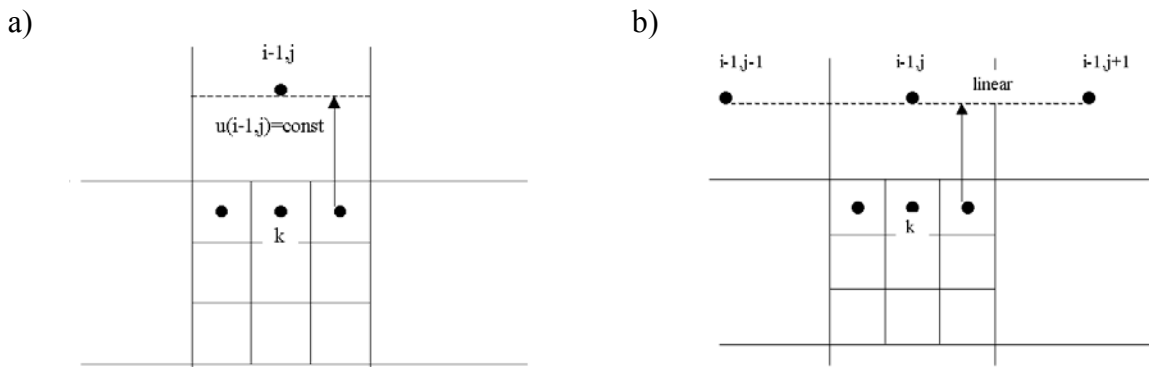 a)
i-1,j
u(i-1,j)=const
k
b)
i-1,j-1
i-1,j
i-1,j+1
linear
k